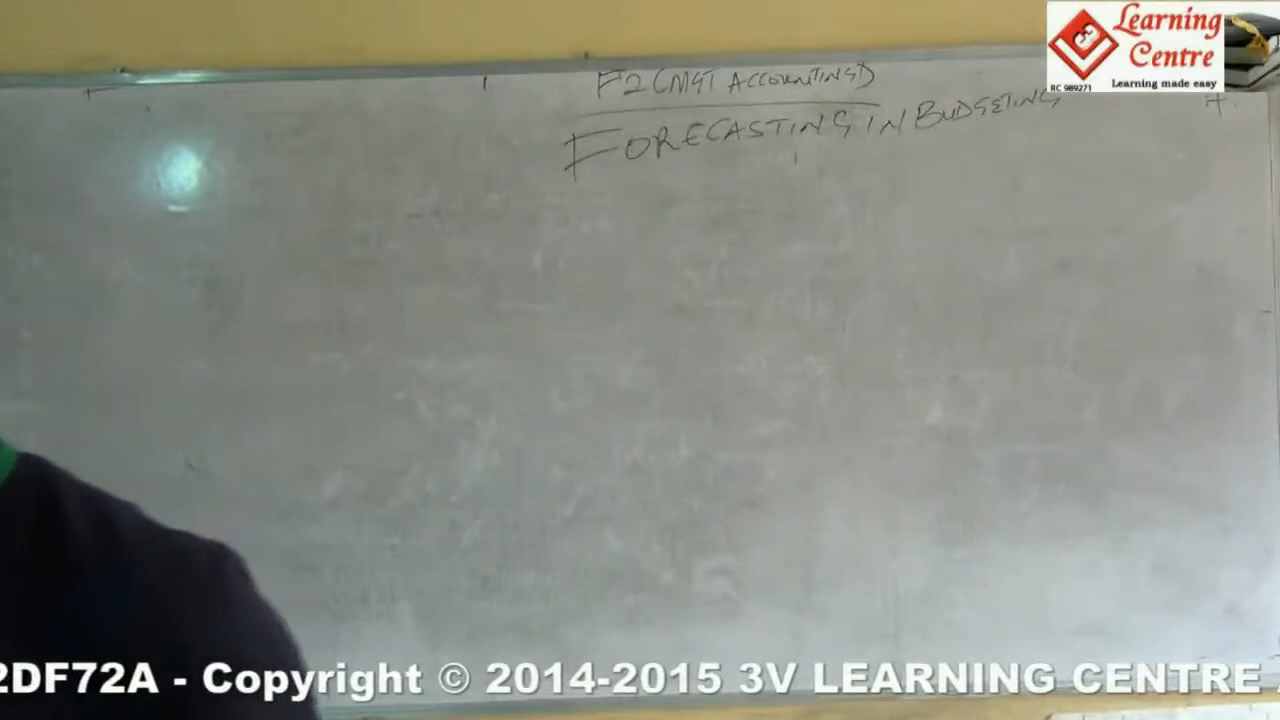 Learning
Centre
RC 989271
Learning made easy
F2 (MGT ACCOUNTING)
FORECASTING IN BUDGETING
2DF72A - Copyright © 2014-2015 3V LEARNING CENTRE